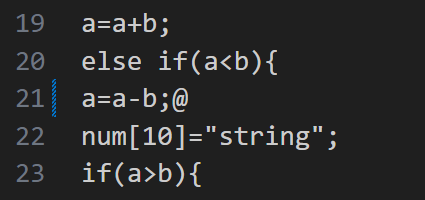 19 a=a+b;
20 else if(a<b){
21 a=a-b;@
22 num[10]="string";
23 if(a>b){